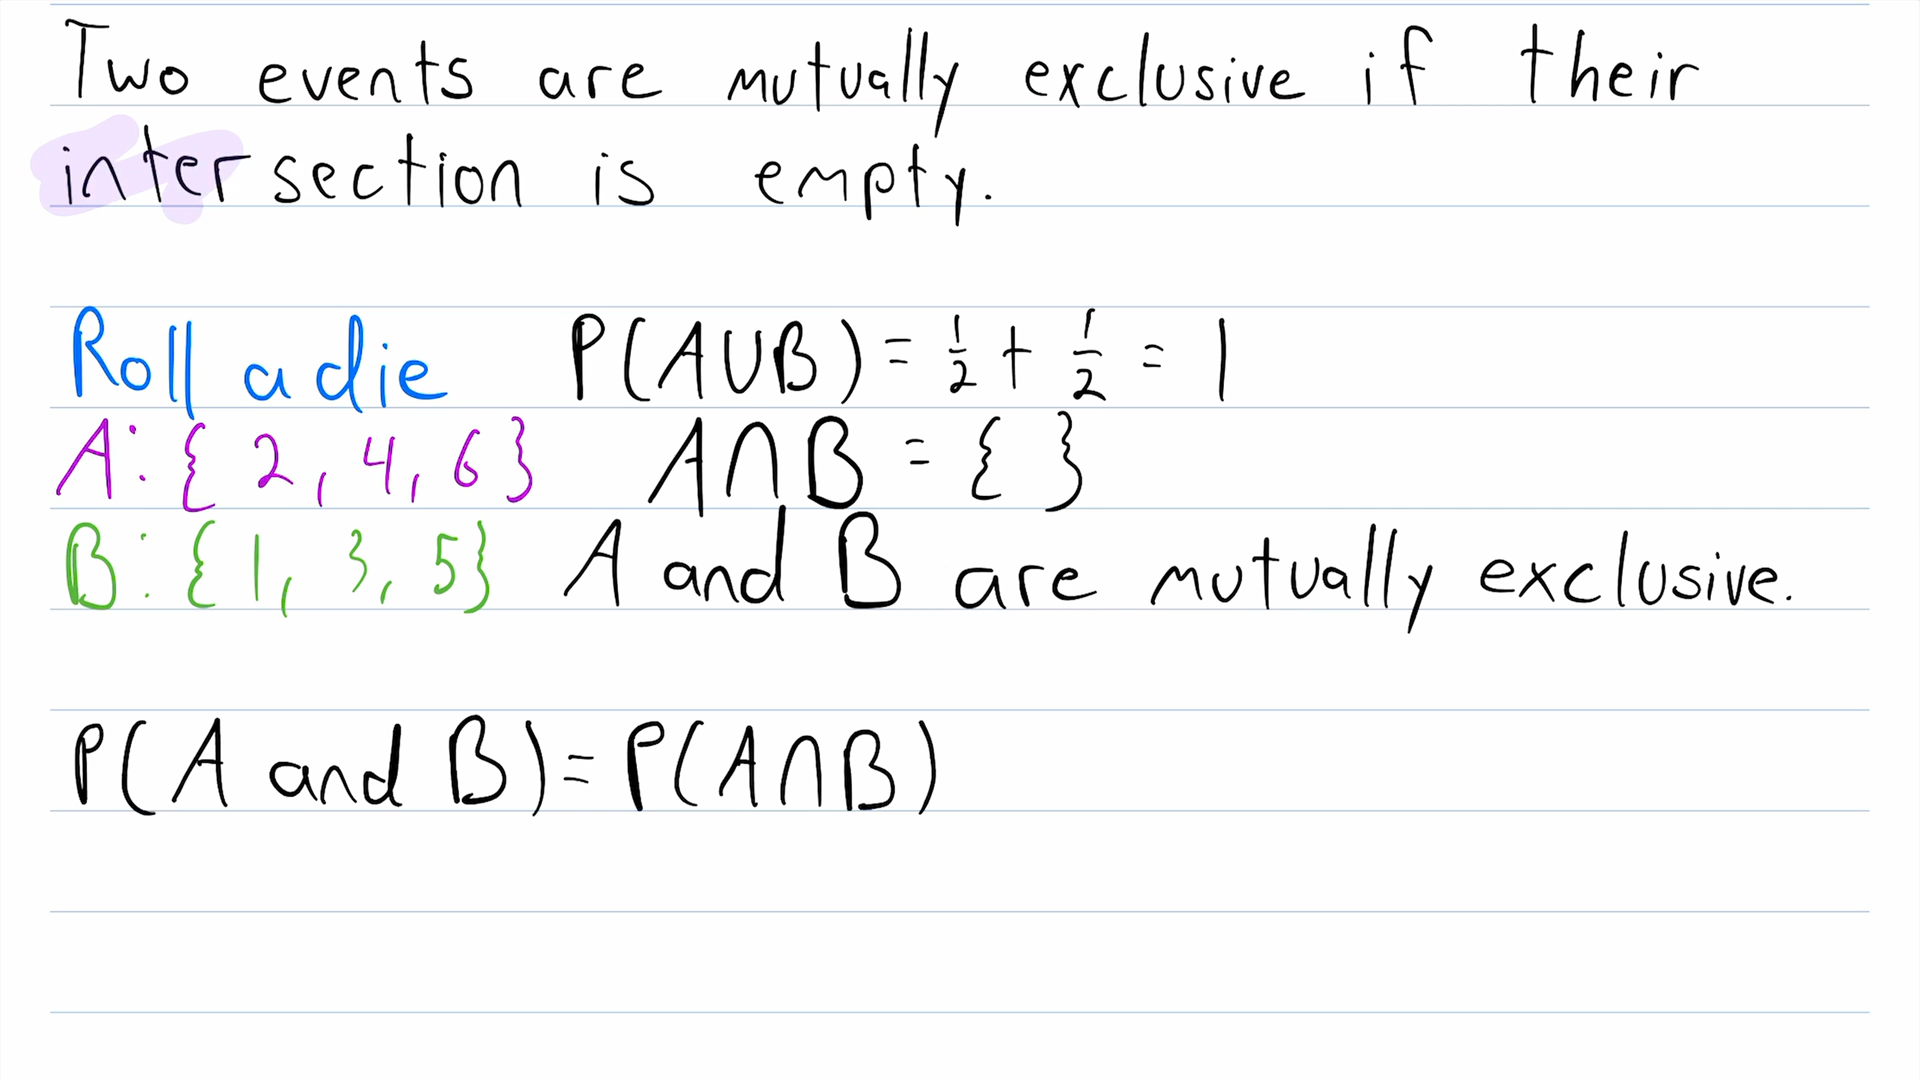 Two events are mutually exclusive if their
intersection is empty.
Roll a die P(A∪B) = 1/2 + 1/2 = 1
A: { 2, 4, 6} A∩B = { }
B: {1, 3, 5} A and B are mutually exclusive.
P(A and B) = P(A∩B)